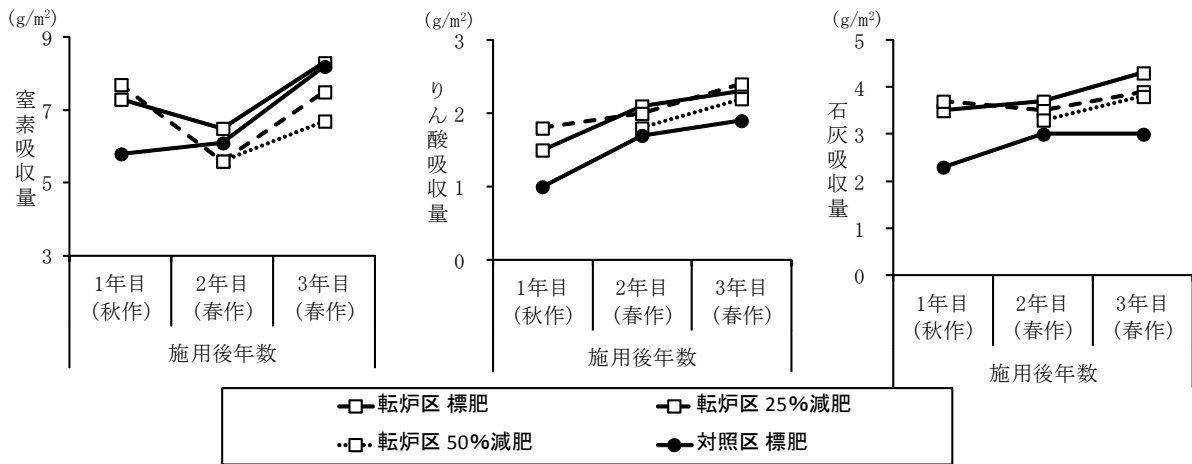 (g/m²)
9
7
5
3
窒素吸収量
1年目
(秋作)
2年目
(春作)
3年目
(春作)
施用後年数
(g/m²)
3
2
1
0
りん酸吸収量
1年目
(秋作)
2年目
(春作)
3年目
(春作)
施用後年数
(g/m²)
5
4
3
2
1
0
石灰吸収量
1年目
(秋作)
2年目
(春作)
3年目
(春作)
施用後年数
転炉区 標肥
転炉区 25%減肥
転炉区 50%減肥
対照区 標肥